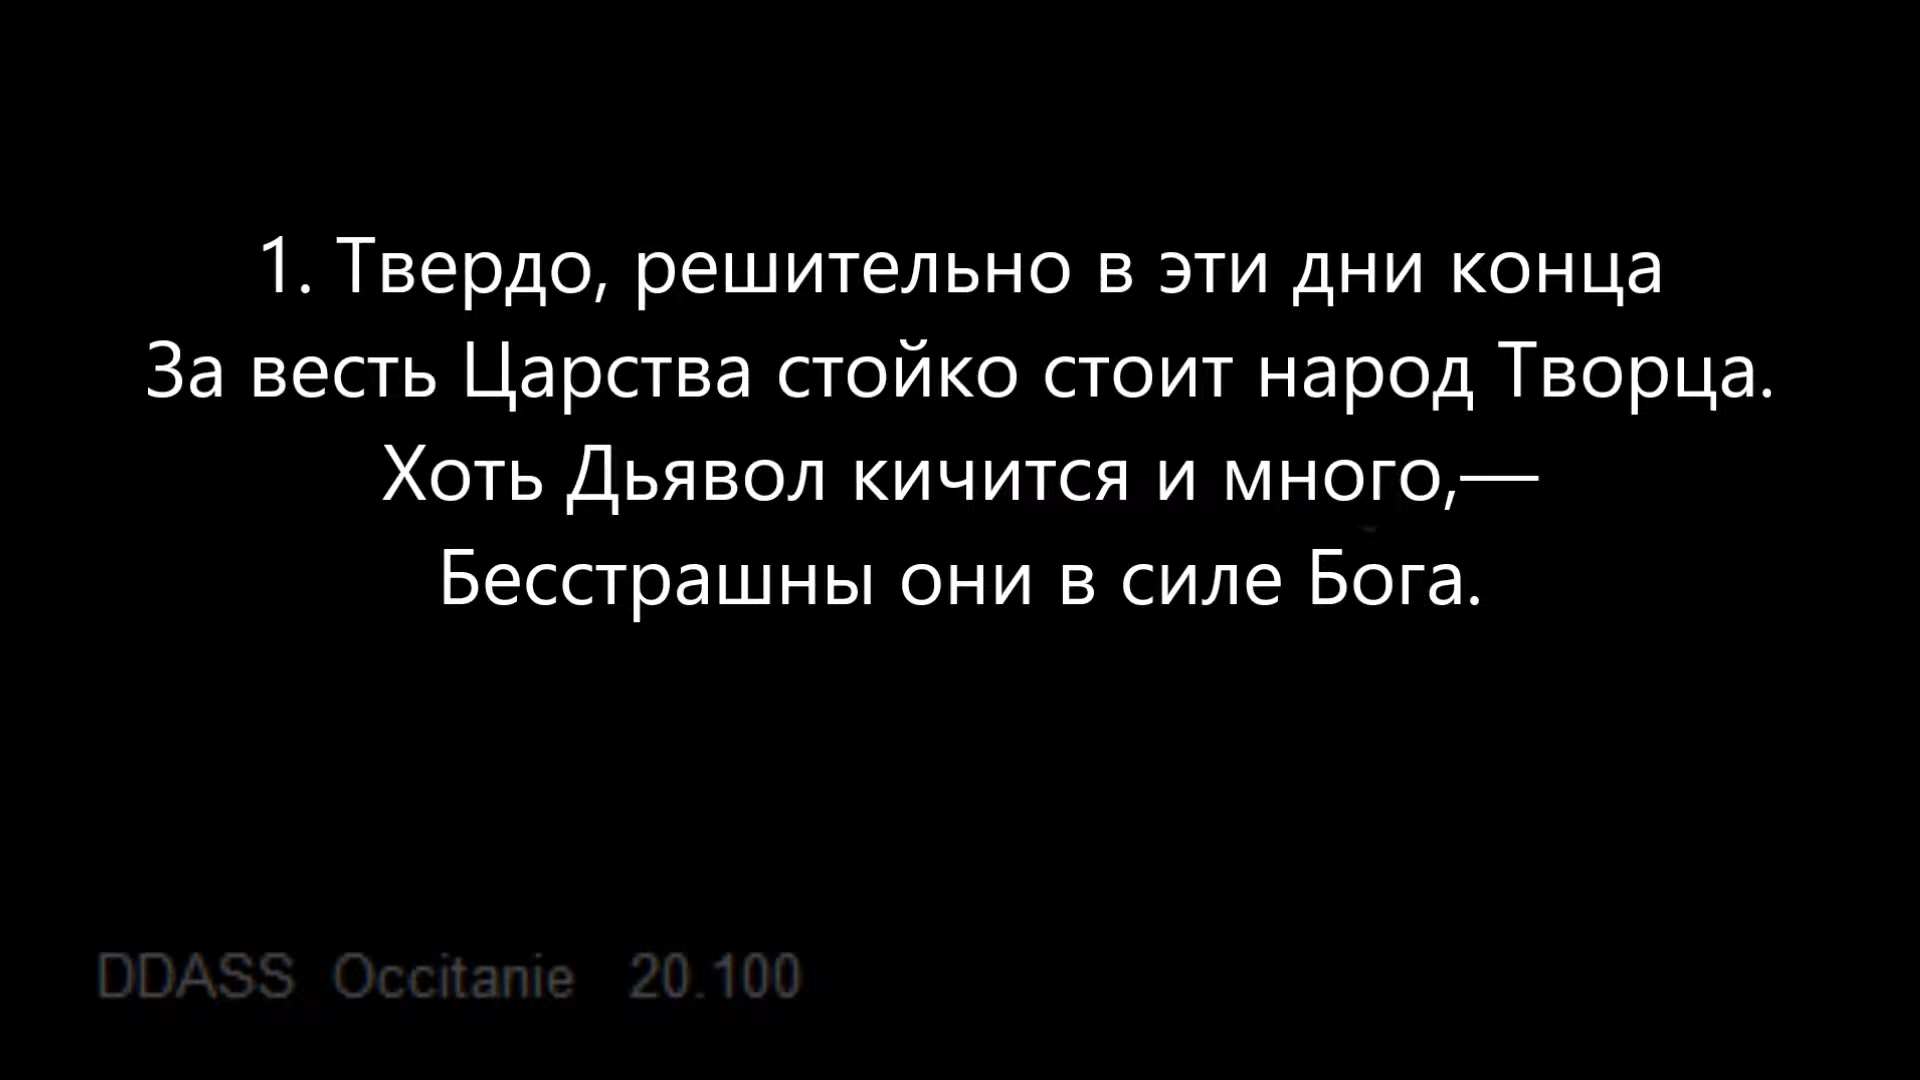 1. Твердо, решительно в эти дни конца
За весть Царства стойко стоит народ Творца.
Хоть Дьявол кичится и много,—
Бесстрашны они в силе Бога.
DDASS Occitanie 20.100